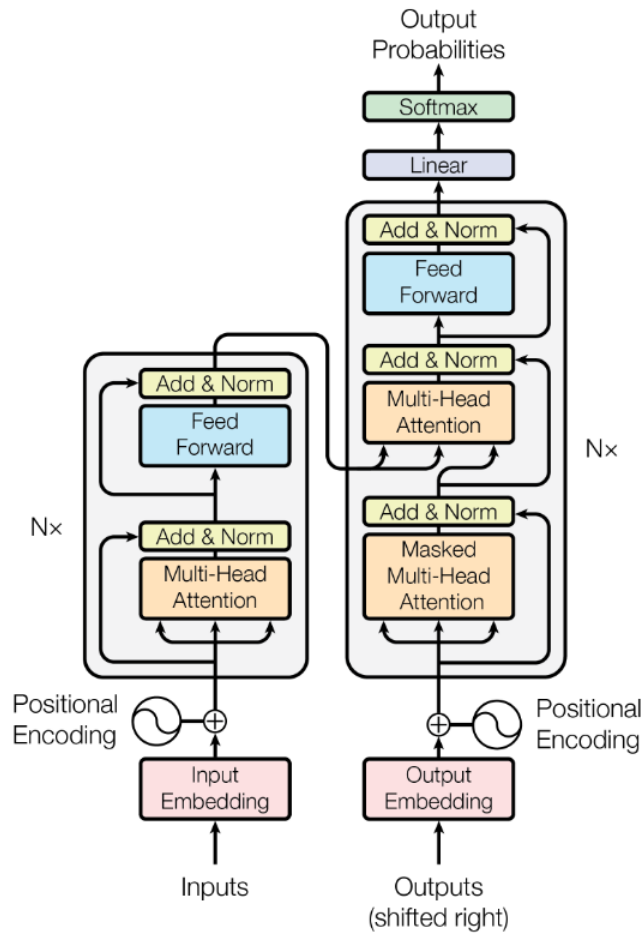 Output
Probabilities
Softmax
Linear
Add & Norm
Feed
Forward
Add & Norm
Multi-Head
Attention
Add & Norm
Masked
Multi-Head
Attention
N×
Add & Norm
Feed
Forward
Add & Norm
Multi-Head
Attention
N×
Positional
Encoding
Positional
Encoding
Input
Embedding
Output
Embedding
Inputs
Outputs
(shifted right)